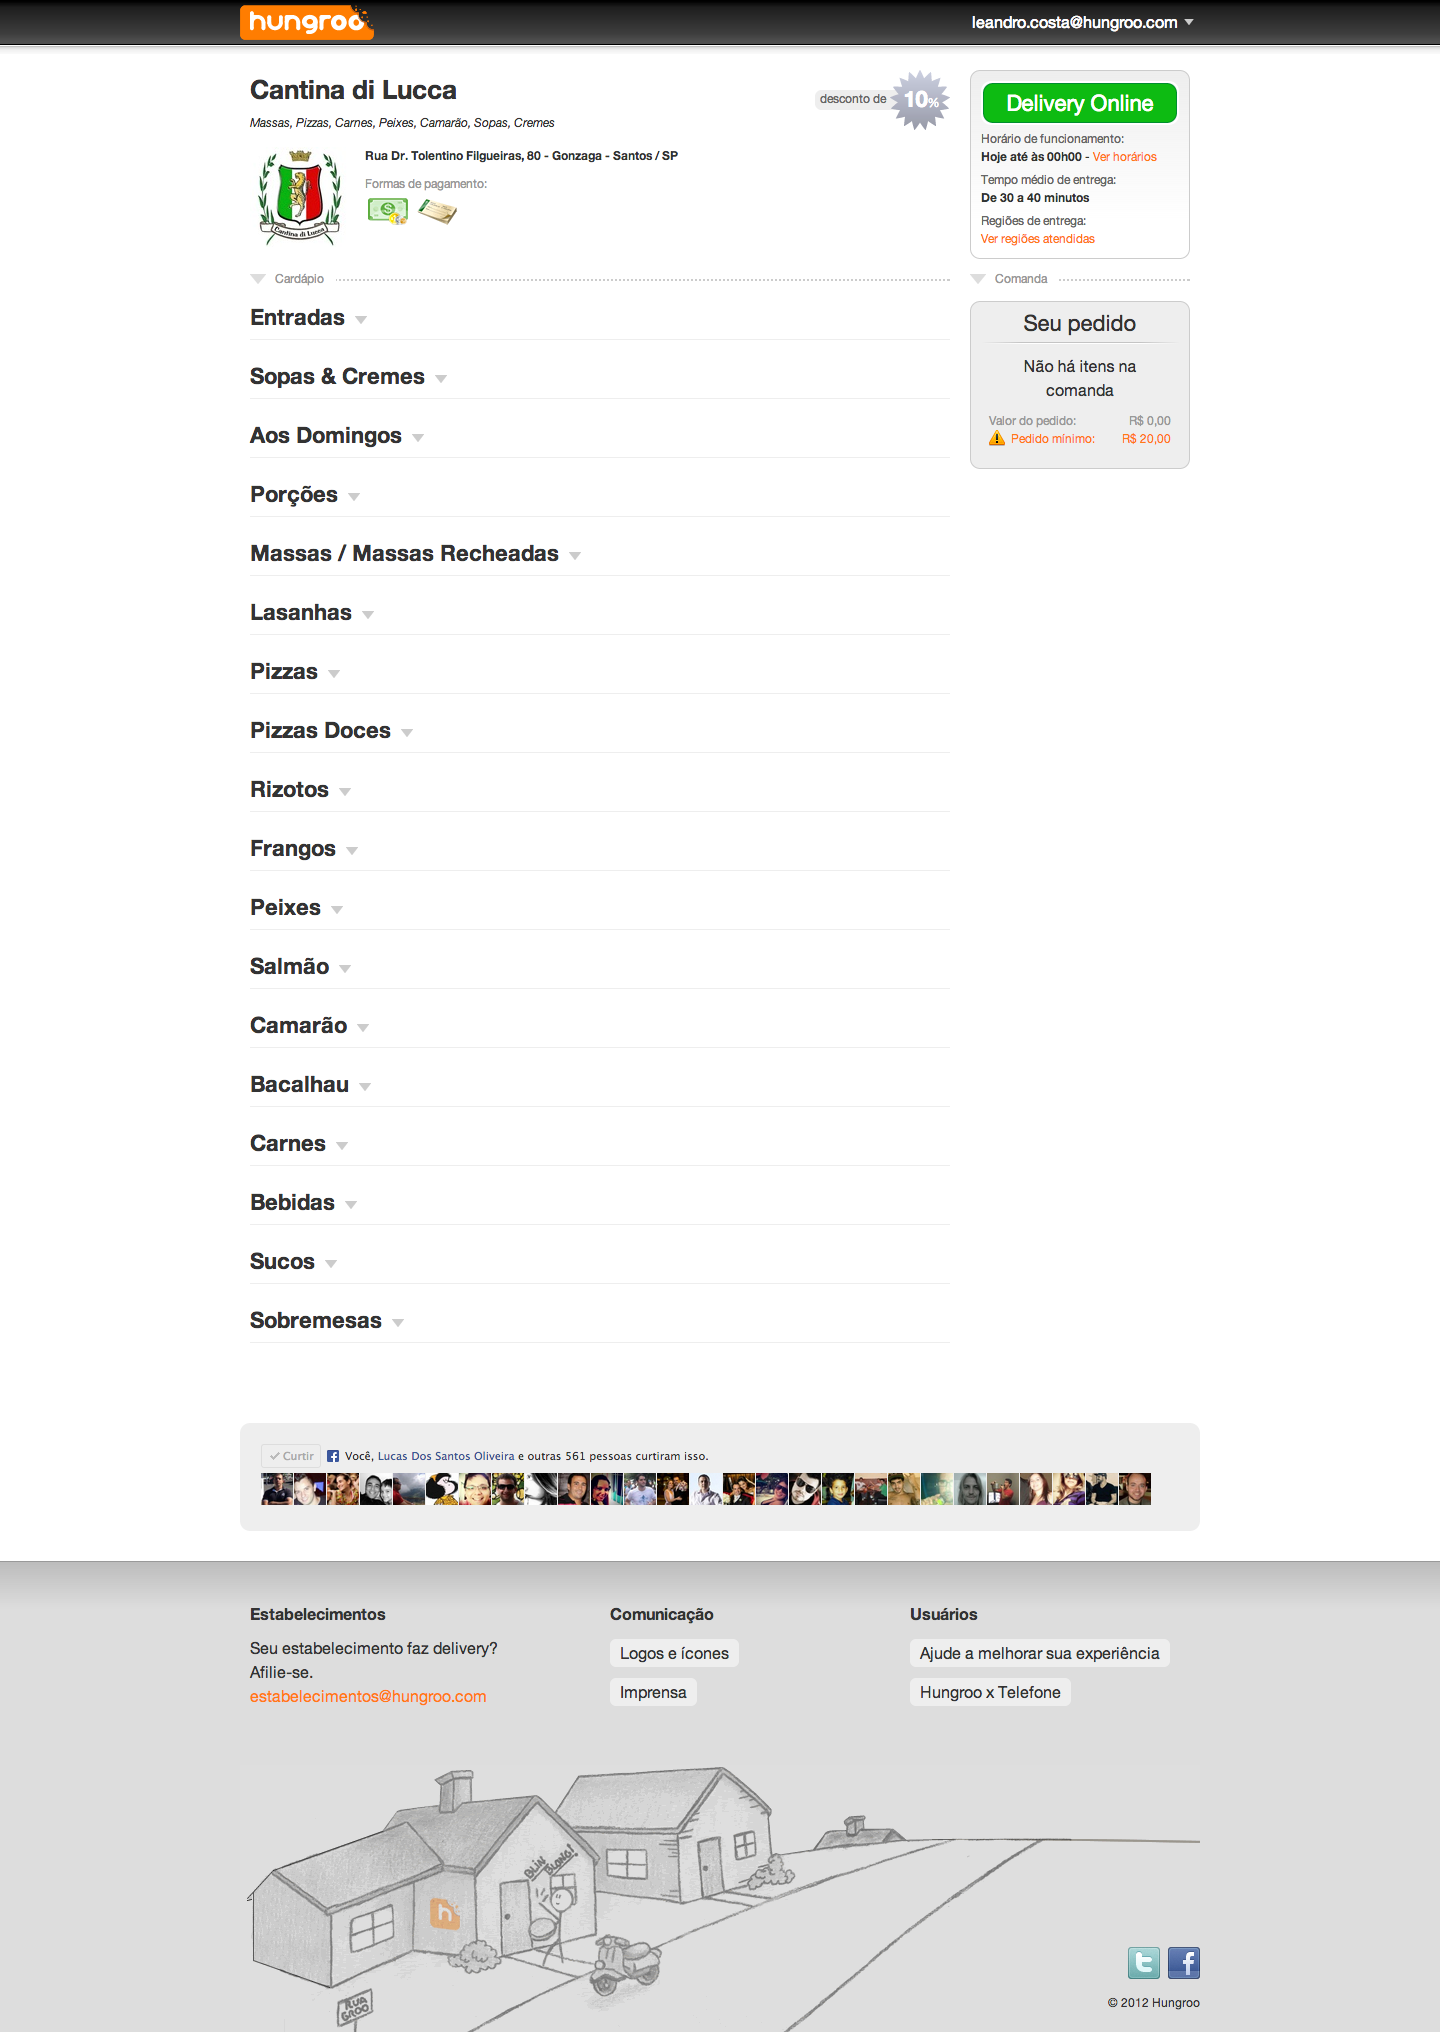 hungroo
leandro.costa@hungroo.com
Cantina di Lucca
desconto de 10%
Massas, Pizzas, Carnes, Peixes, Camarão, Sopas, Cremes
Cantina di Lucca
Rua Dr. Tolentino Filgueiras, 80 - Gonzaga - Santos / SP
Formas de pagamento:
Delivery Online
Horário de funcionamento:
Hoje até às 00h00 - Ver horários
Tempo médio de entrega:
De 30 a 40 minutos
Regiões de entrega:
Ver regiões atendidas
Cardápio
Entradas
Sopas & Cremes
Aos Domingos
Porções
Massas / Massas Recheadas
Lasanhas
Pizzas
Pizzas Doces
Rizotos
Frangos
Peixes
Salmão
Camarão
Bacalhau
Carnes
Bebidas
Sucos
Sobremesas
Comanda
Seu pedido
Não há itens na
comanda
Valor do pedido: R$ 0,00
Pedido mínimo: R$ 20,00
Curtir Você, Lucas Dos Santos Oliveira e outras 561 pessoas curtiram isso.
Estabelecimentos
Seu estabelecimento faz delivery?
Afilie-se.
estabelecimentos@hungroo.com
Comunicação
Logos e ícones
Imprensa
Usuários
Ajude a melhorar sua experiência
Hungroo x Telefone
BLIN
BLONG!
h
RUA
GROO
© 2012 Hungroo